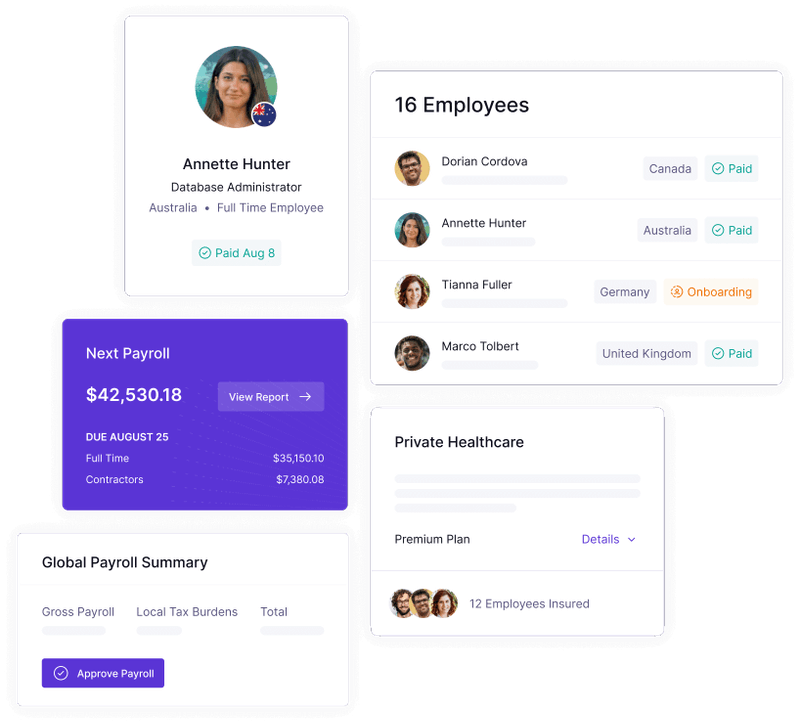 Annette Hunter
Database Administrator
Australia • Full Time Employee
Paid Aug 8
16 Employees
Dorian Cordova Canada Paid
Annette Hunter Australia Paid
Tianna Fuller Germany Onboarding
Marco Tolbert United Kingdom Paid
Next Payroll
$42,530.18 View Report →
DUE AUGUST 25
Full Time $35,150.10
Contractors $7,380.08
Private Healthcare
Premium Plan Details
12 Employees Insured
Global Payroll Summary
Gross Payroll Local Tax Burdens Total
Approve Payroll